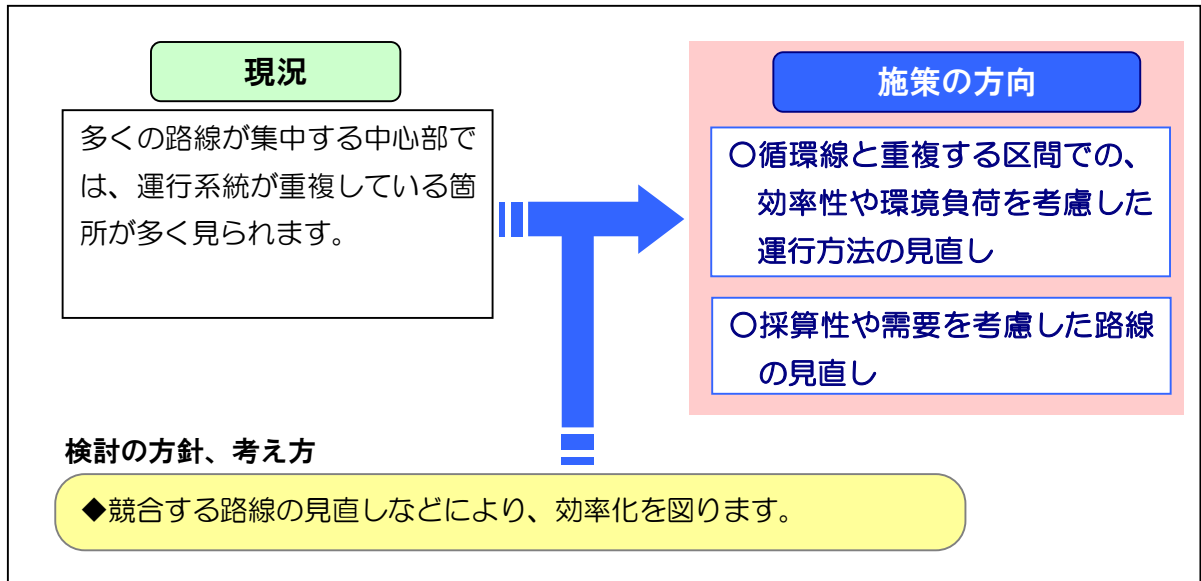 現況
多くの路線が集中する中心部で
は、運行系統が重複している箇
所が多く見られます。
施策の方向
○循環線と重複する区間での、
効率性や環境負荷を考慮した
運行方法の見直し
○採算性や需要を考慮した路線
の見直し
検討の方針、考え方
◆競合する路線の見直しなどにより、効率化を図ります。